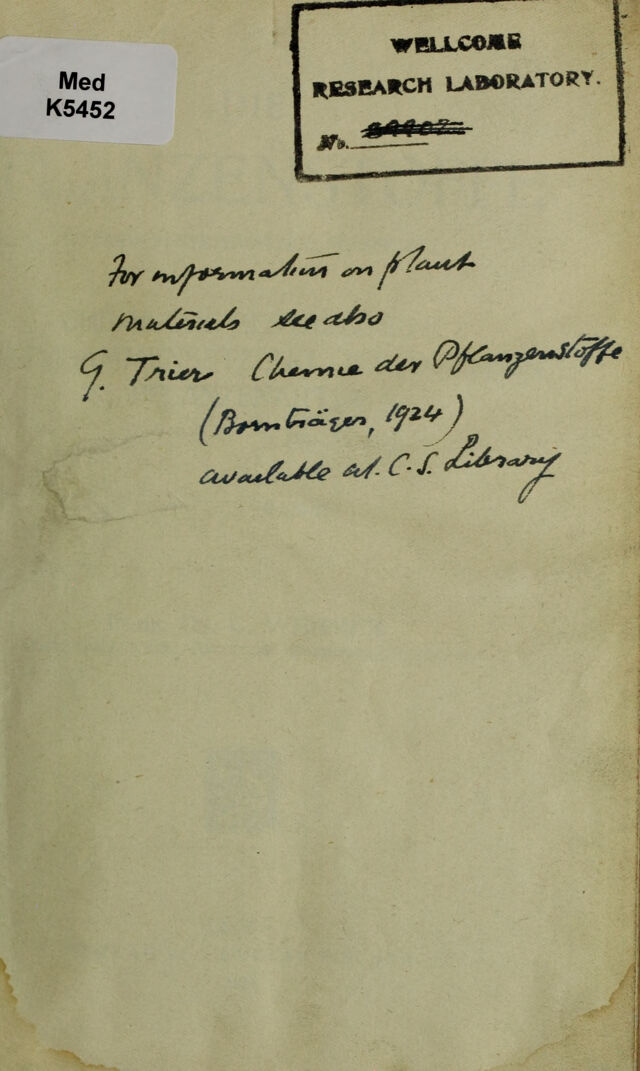 Med
K5452
WELLCOME
RESEARCH LABORATORY.
No.
For information on plant
materials see also
G. Trier Chemie der Pflanzenstoffe
(Bornträger, 1924)
available at C.S. Library